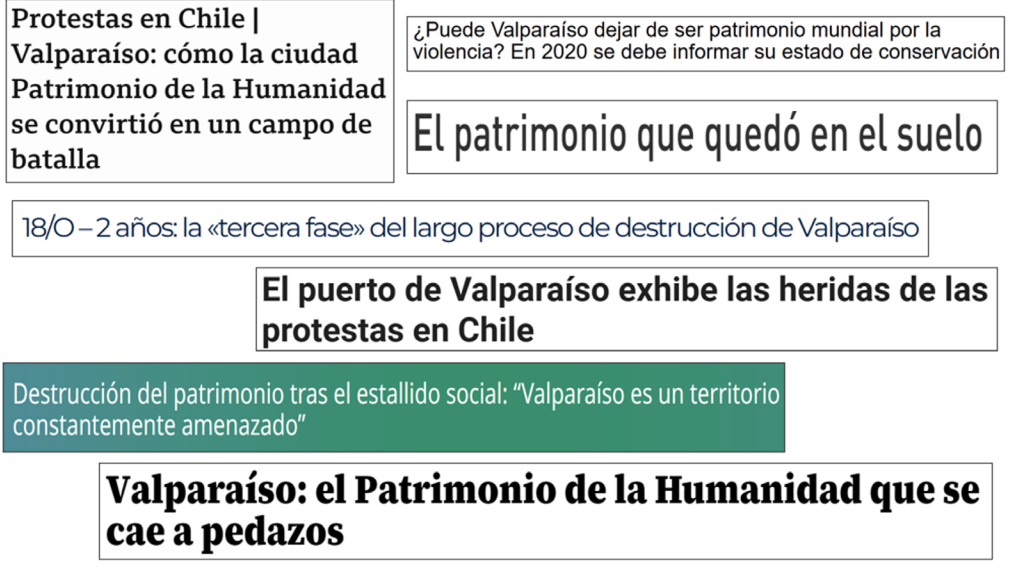 Protestas en Chile |
Valparaíso: cómo la ciudad
Patrimonio de la Humanidad
se convirtió en un campo de
batalla
¿Puede Valparaíso dejar de ser patrimonio mundial por la
violencia? En 2020 se debe informar su estado de conservación
El patrimonio que quedó en el suelo
18/O – 2 años: la «tercera fase» del largo proceso de destrucción de Valparaíso
El puerto de Valparaíso exhibe las heridas de las
protestas en Chile
Destrucción del patrimonio tras el estallido social: “Valparaíso es un territorio
constantemente amenazado”
Valparaíso: el Patrimonio de la Humanidad que se
cae a pedazos